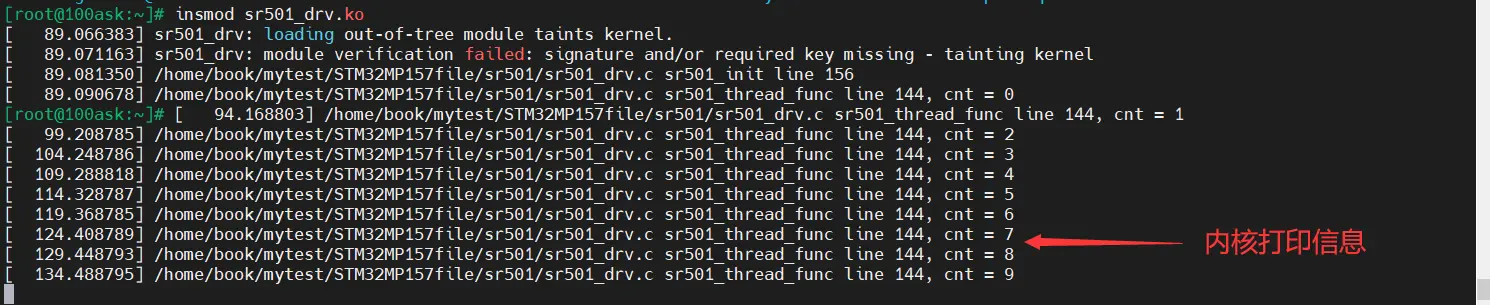 [root@100ask:~]# insmod sr501_drv.ko
[   89.066383] sr501_drv: loading out-of-tree module taints kernel.
[   89.071163] sr501_drv: module verification failed: signature and/or required key missing - tainting kernel
[   89.081350] /home/book/mytest/STM32MP157file/sr501/sr501_drv.c sr501_init line 156
[   89.090678] /home/book/mytest/STM32MP157file/sr501/sr501_drv.c sr501_thread_func line 144, cnt = 0
[root@100ask:~]# [   94.168803] /home/book/mytest/STM32MP157file/sr501/sr501_drv.c sr501_thread_func line 144, cnt = 1
[   99.208785] /home/book/mytest/STM32MP157file/sr501/sr501_drv.c sr501_thread_func line 144, cnt = 2
[  104.248786] /home/book/mytest/STM32MP157file/sr501/sr501_drv.c sr501_thread_func line 144, cnt = 3
[  109.288818] /home/book/mytest/STM32MP157file/sr501/sr501_drv.c sr501_thread_func line 144, cnt = 4
[  114.328787] /home/book/mytest/STM32MP157file/sr501/sr501_drv.c sr501_thread_func line 144, cnt = 5
[  119.368785] /home/book/mytest/STM32MP157file/sr501/sr501_drv.c sr501_thread_func line 144, cnt = 6
[  124.408789] /home/book/mytest/STM32MP157file/sr501/sr501_drv.c sr501_thread_func line 144, cnt = 7
内核打印信息
[  129.448793] /home/book/mytest/STM32MP157file/sr501/sr501_drv.c sr501_thread_func line 144, cnt = 8
[  134.488795] /home/book/mytest/STM32MP157file/sr501/sr501_drv.c sr501_thread_func line 144, cnt = 9